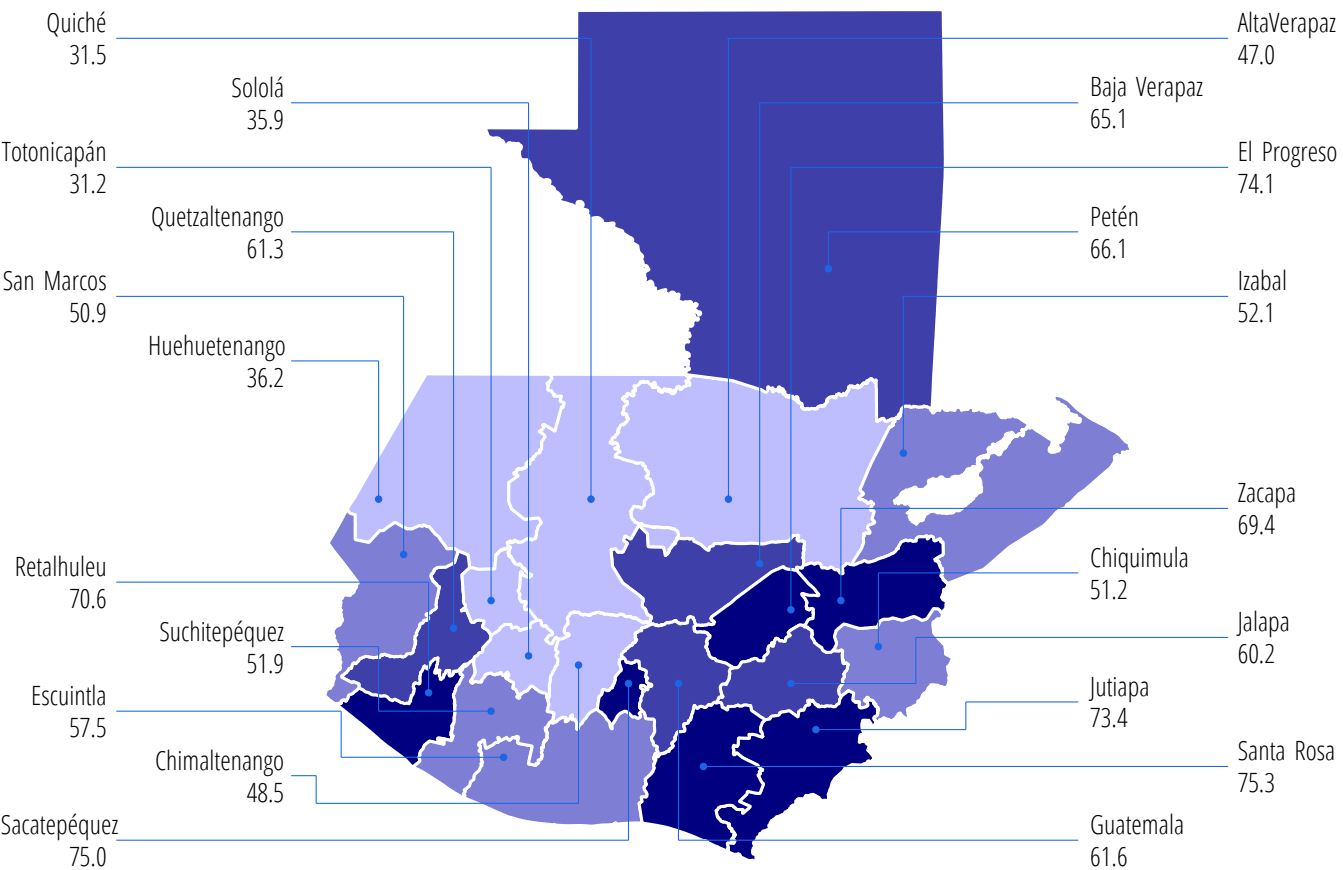 Quiché
31.5
Sololá
35.9
Totonicapán
31.2
Quetzaltenango
61.3
San Marcos
50.9
Huehuetenango
36.2
Retalhuleu
70.6
Suchitepéquez
51.9
Escuintla
57.5
Chimaltenango
48.5
Sacatepéquez
75.0
AltaVerapaz
47.0
Baja Verapaz
65.1
El Progreso
74.1
Petén
66.1
Izabal
52.1
Zacapa
69.4
Chiquimula
51.2
Jalapa
60.2
Jutiapa
73.4
Santa Rosa
75.3
Guatemala
61.6